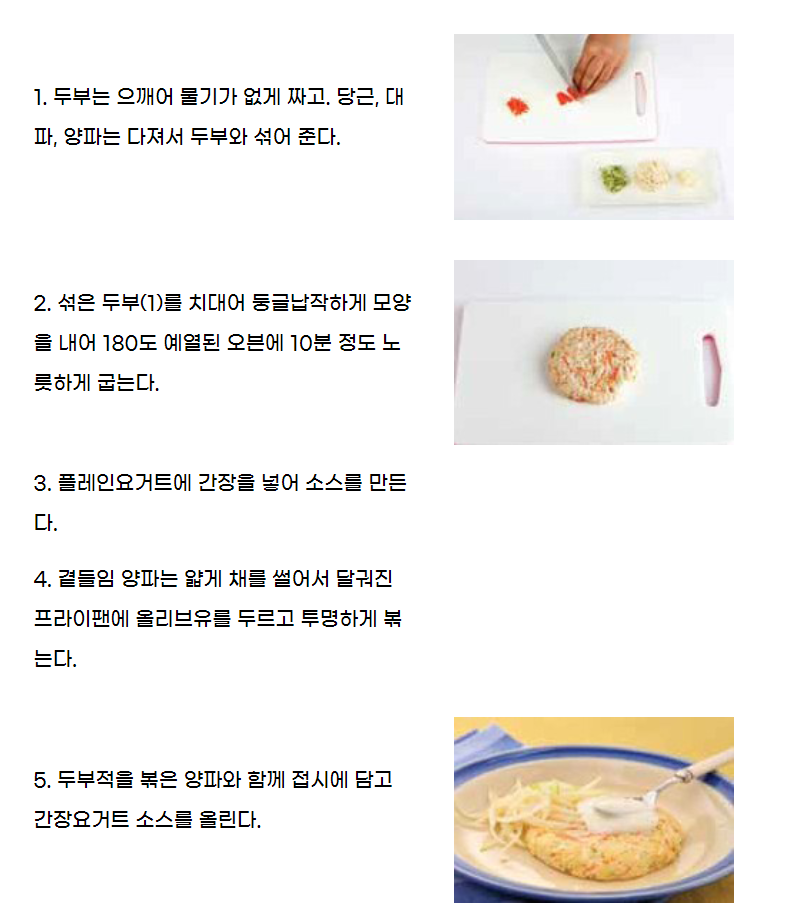 1. 두부는 으깨어 물기가 없게 짜고. 당근, 대
파, 양파는 다져서 두부와 섞어 준다.
2. 섞은 두부(1)를 치대어 둥글납작하게 모양
을 내어 180도 예열된 오븐에 10분 정도 노
릇하게 굽는다.
3. 플레인요거트에 간장을 넣어 소스를 만든
다.
4. 곁들임 양파는 얇게 채를 썰어서 달궈진
프라이팬에 올리브유를 두르고 투명하게 볶
는다.
5. 두부적을 볶은 양파와 함께 접시에 담고
간장요거트 소스를 올린다.